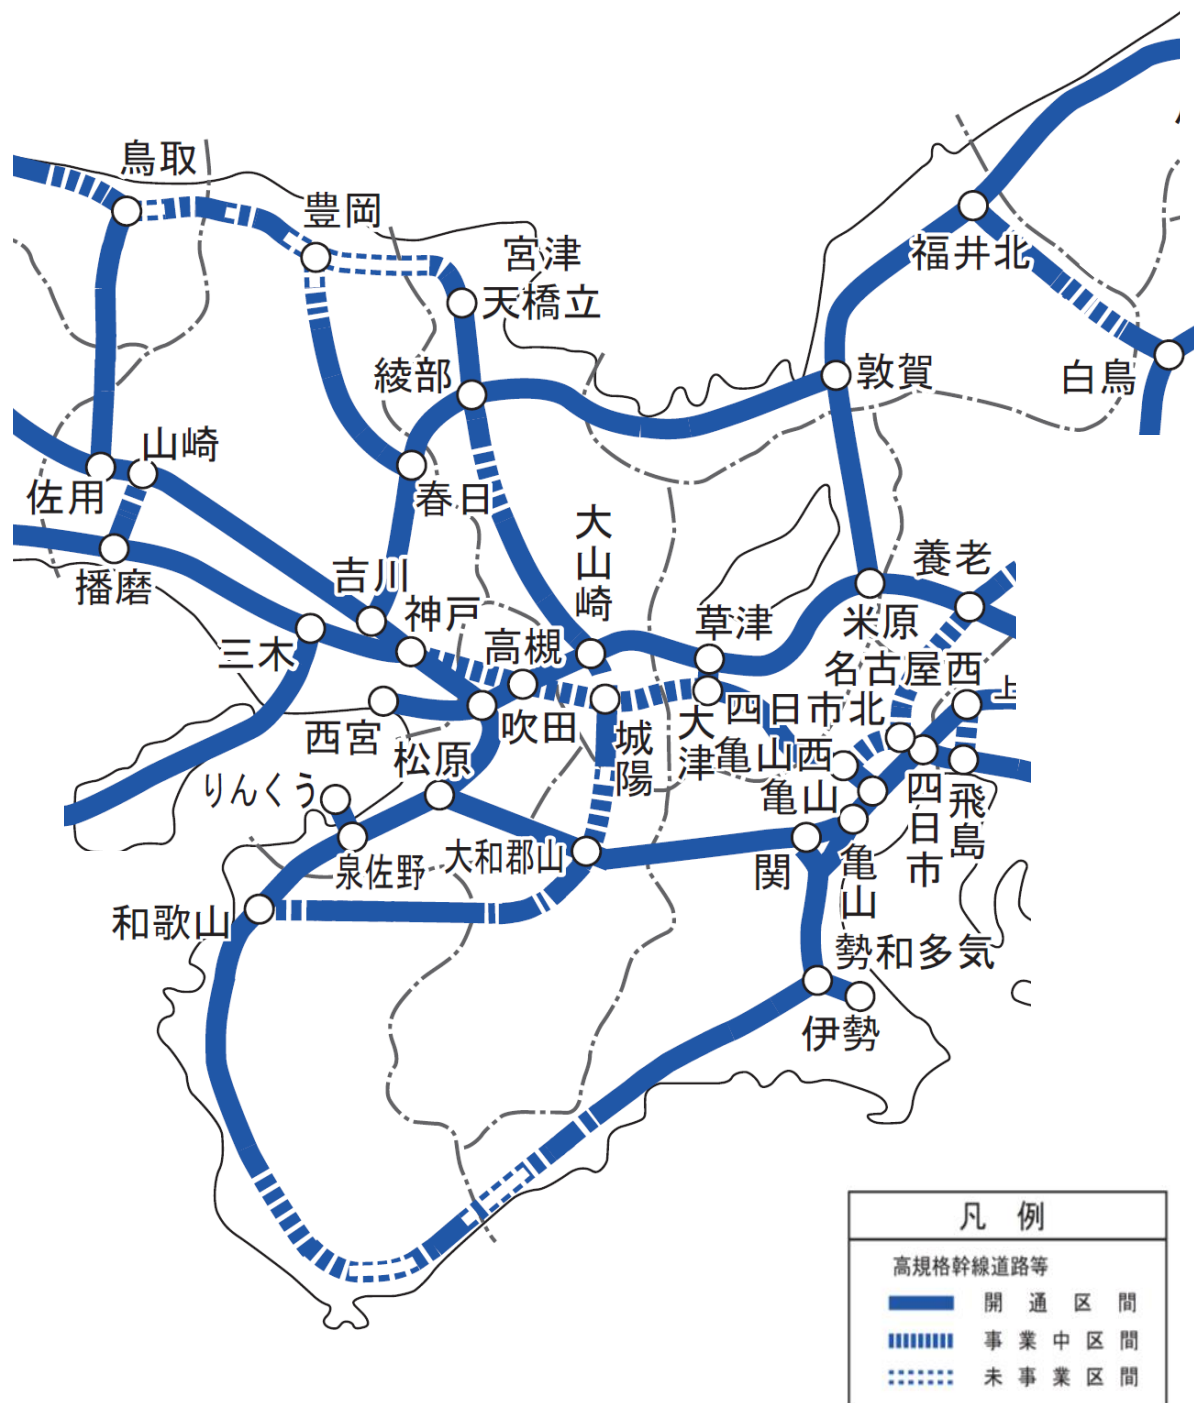 鳥取
豊岡
宮津
天橋立
福井北
綾部
敦賀
白鳥
山崎
佐用
春日
大山崎
養老
吉川
播磨
神戸
草津
米原
三木
高槻
名古屋西
上
西宮
吹田
城陽
大津
四日市北
松原
亀山西
りんくう
亀山
四日市
飛島
泉佐野
大和郡山
関
亀山
和歌山
勢和多気
伊勢
凡例
高規格幹線道路等
開通区間
事業中区間
未事業区間